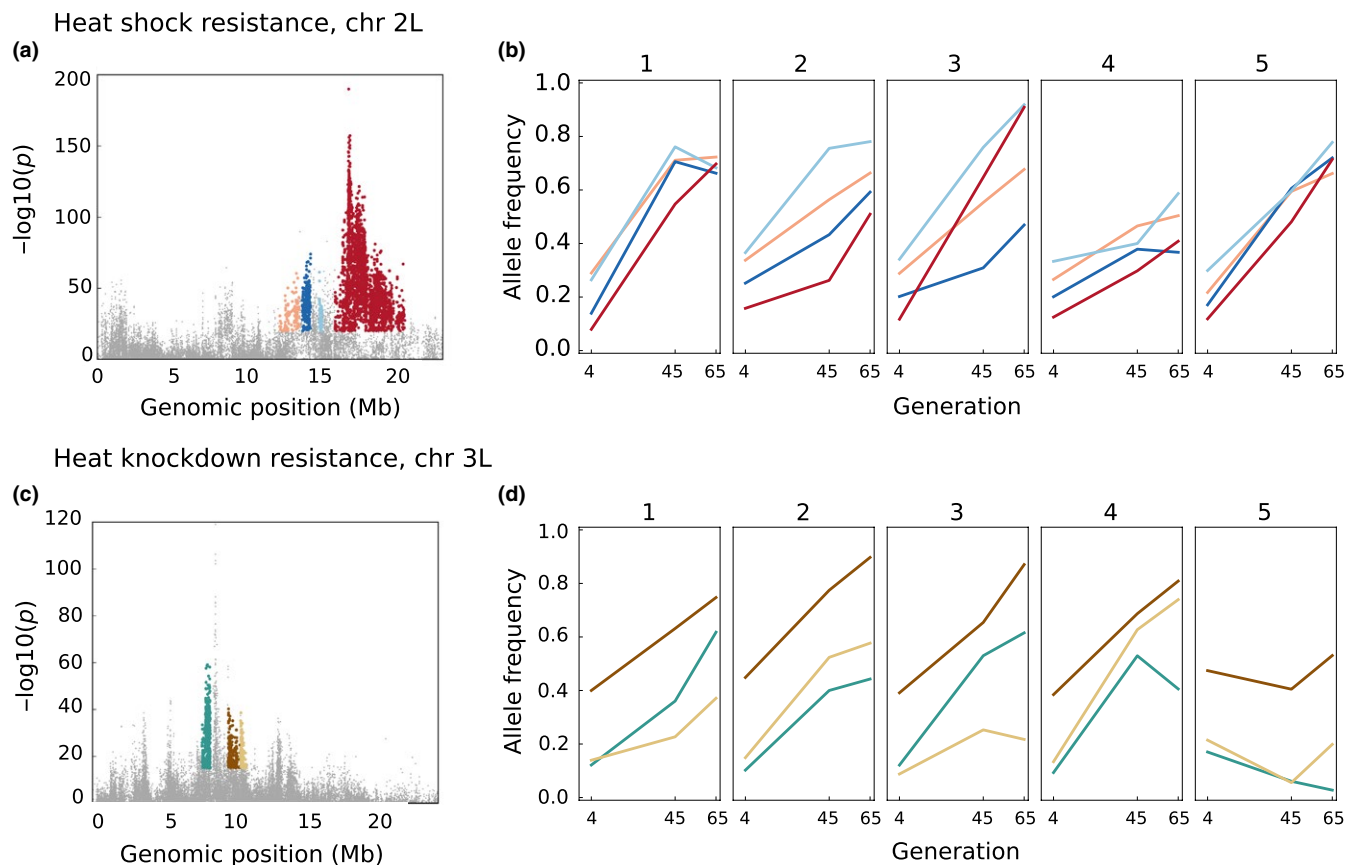 Heat shock resistance, chr 2L
(a)
200
150
100
50
0
−log10(p)
0 5 10 15 20
Genomic position (Mb)
(b)
1 2 3 4 5
1.0
0.8
0.6
0.4
0.2
0.0
Allele frequency
4 45 65 4 45 65 4 45 65 4 45 65 4 45 65
Generation
Heat knockdown resistance, chr 3L
(c)
120
100
80
60
40
20
0
−log10(p)
0 5 10 15 20
Genomic position (Mb)
(d)
1 2 3 4 5
1.0
0.8
0.6
0.4
0.2
0.0
Allele frequency
4 45 65 4 45 65 4 45 65 4 45 65 4 45 65
Generation